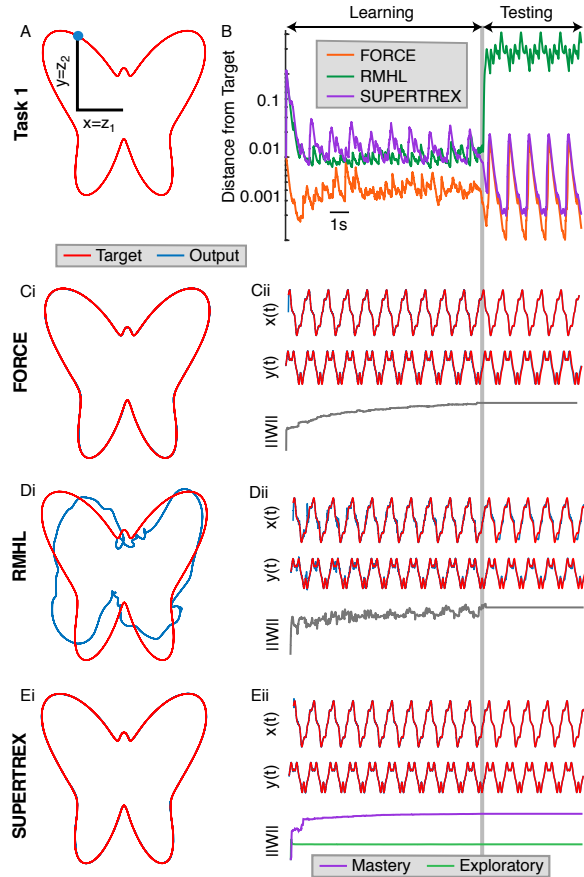 Learning
Testing
A
B
Task 1
y=z2
x=z1
Distance from Target
0.1
0.01
0.001
FORCE
RMHL
SUPERTREX
1s
Target
Output
Ci
FORCE
Cii
x(t)
y(t)
||W||
Di
RMHL
Dii
x(t)
y(t)
||W||
Ei
SUPERTREX
Eii
x(t)
y(t)
||W||
Mastery
Exploratory